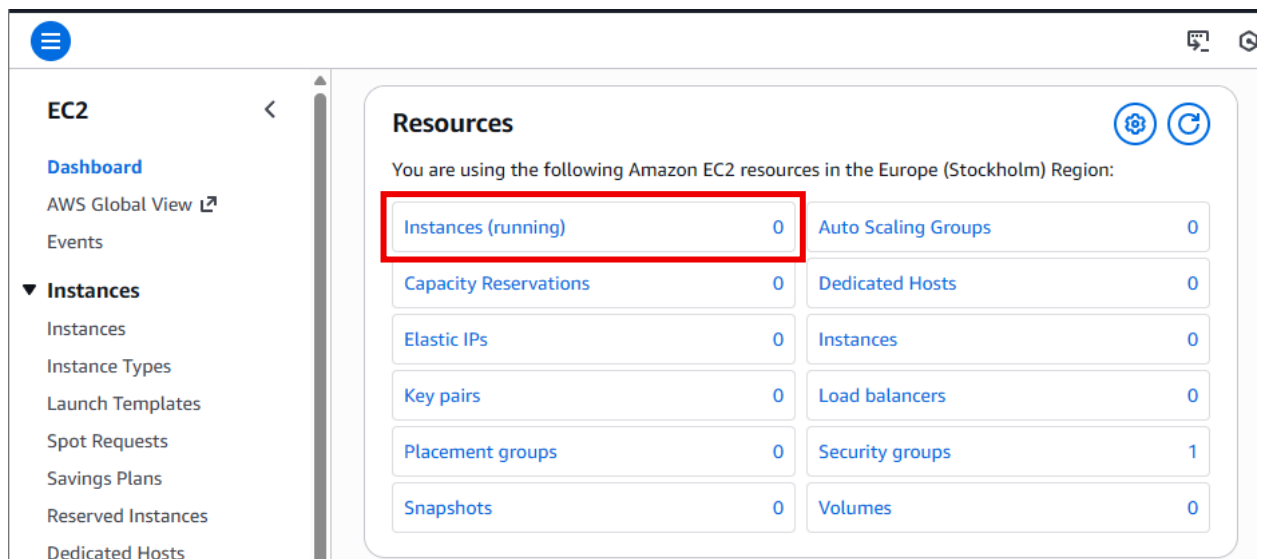 EC2
Dashboard
AWS Global View
Events
Instances
Instances
Instance Types
Launch Templates
Spot Requests
Savings Plans
Reserved Instances
Dedicated Hosts
Resources
You are using the following Amazon EC2 resources in the Europe (Stockholm) Region:
Instances (running) 0
Auto Scaling Groups 0
Capacity Reservations 0
Dedicated Hosts 0
Elastic IPs 0
Instances 0
Key pairs 0
Load balancers 0
Placement groups 0
Security groups 1
Snapshots 0
Volumes 0